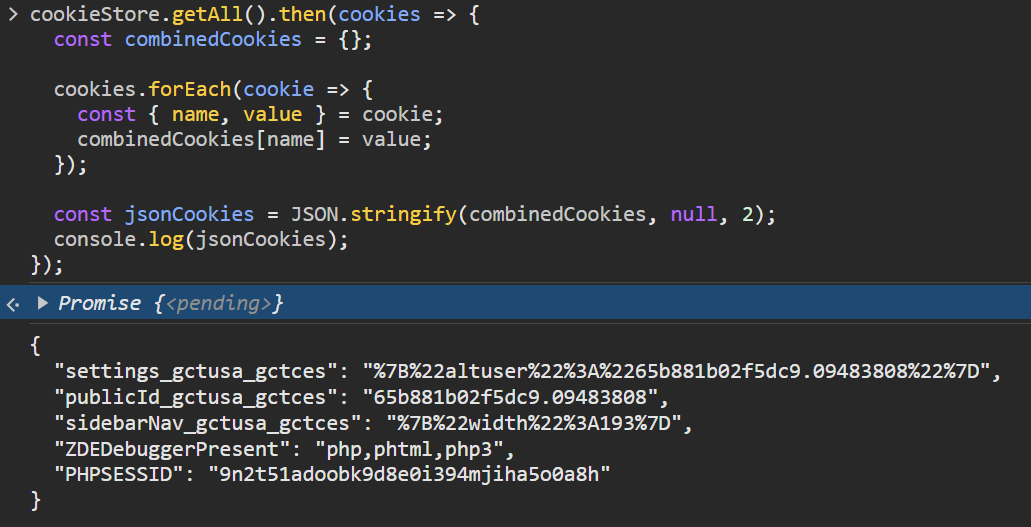 > cookieStore.getAll().then(cookies => {
const combinedCookies = {};
cookies.forEach(cookie => {
const { name, value } = cookie;
combinedCookies[name] = value;
});
const jsonCookies = JSON.stringify(combinedCookies, null, 2);
console.log(jsonCookies);
});
Promise {<pending>}
{
"settings_gctusa_gctces": "%7B%22altuser%22%3A%2265b881b02f5dc9.09483808%22%7D",
"publicId_gctusa_gctces": "65b881b02f5dc9.09483808",
"sidebarNav_gctusa_gctces": "%7B%22width%22%3A193%7D",
"ZDEDebuggerPresent": "php,phtml,php3",
"PHPSESSID": "9n2t51adoobk9d8e0i394mjiha5o0a8h"
}